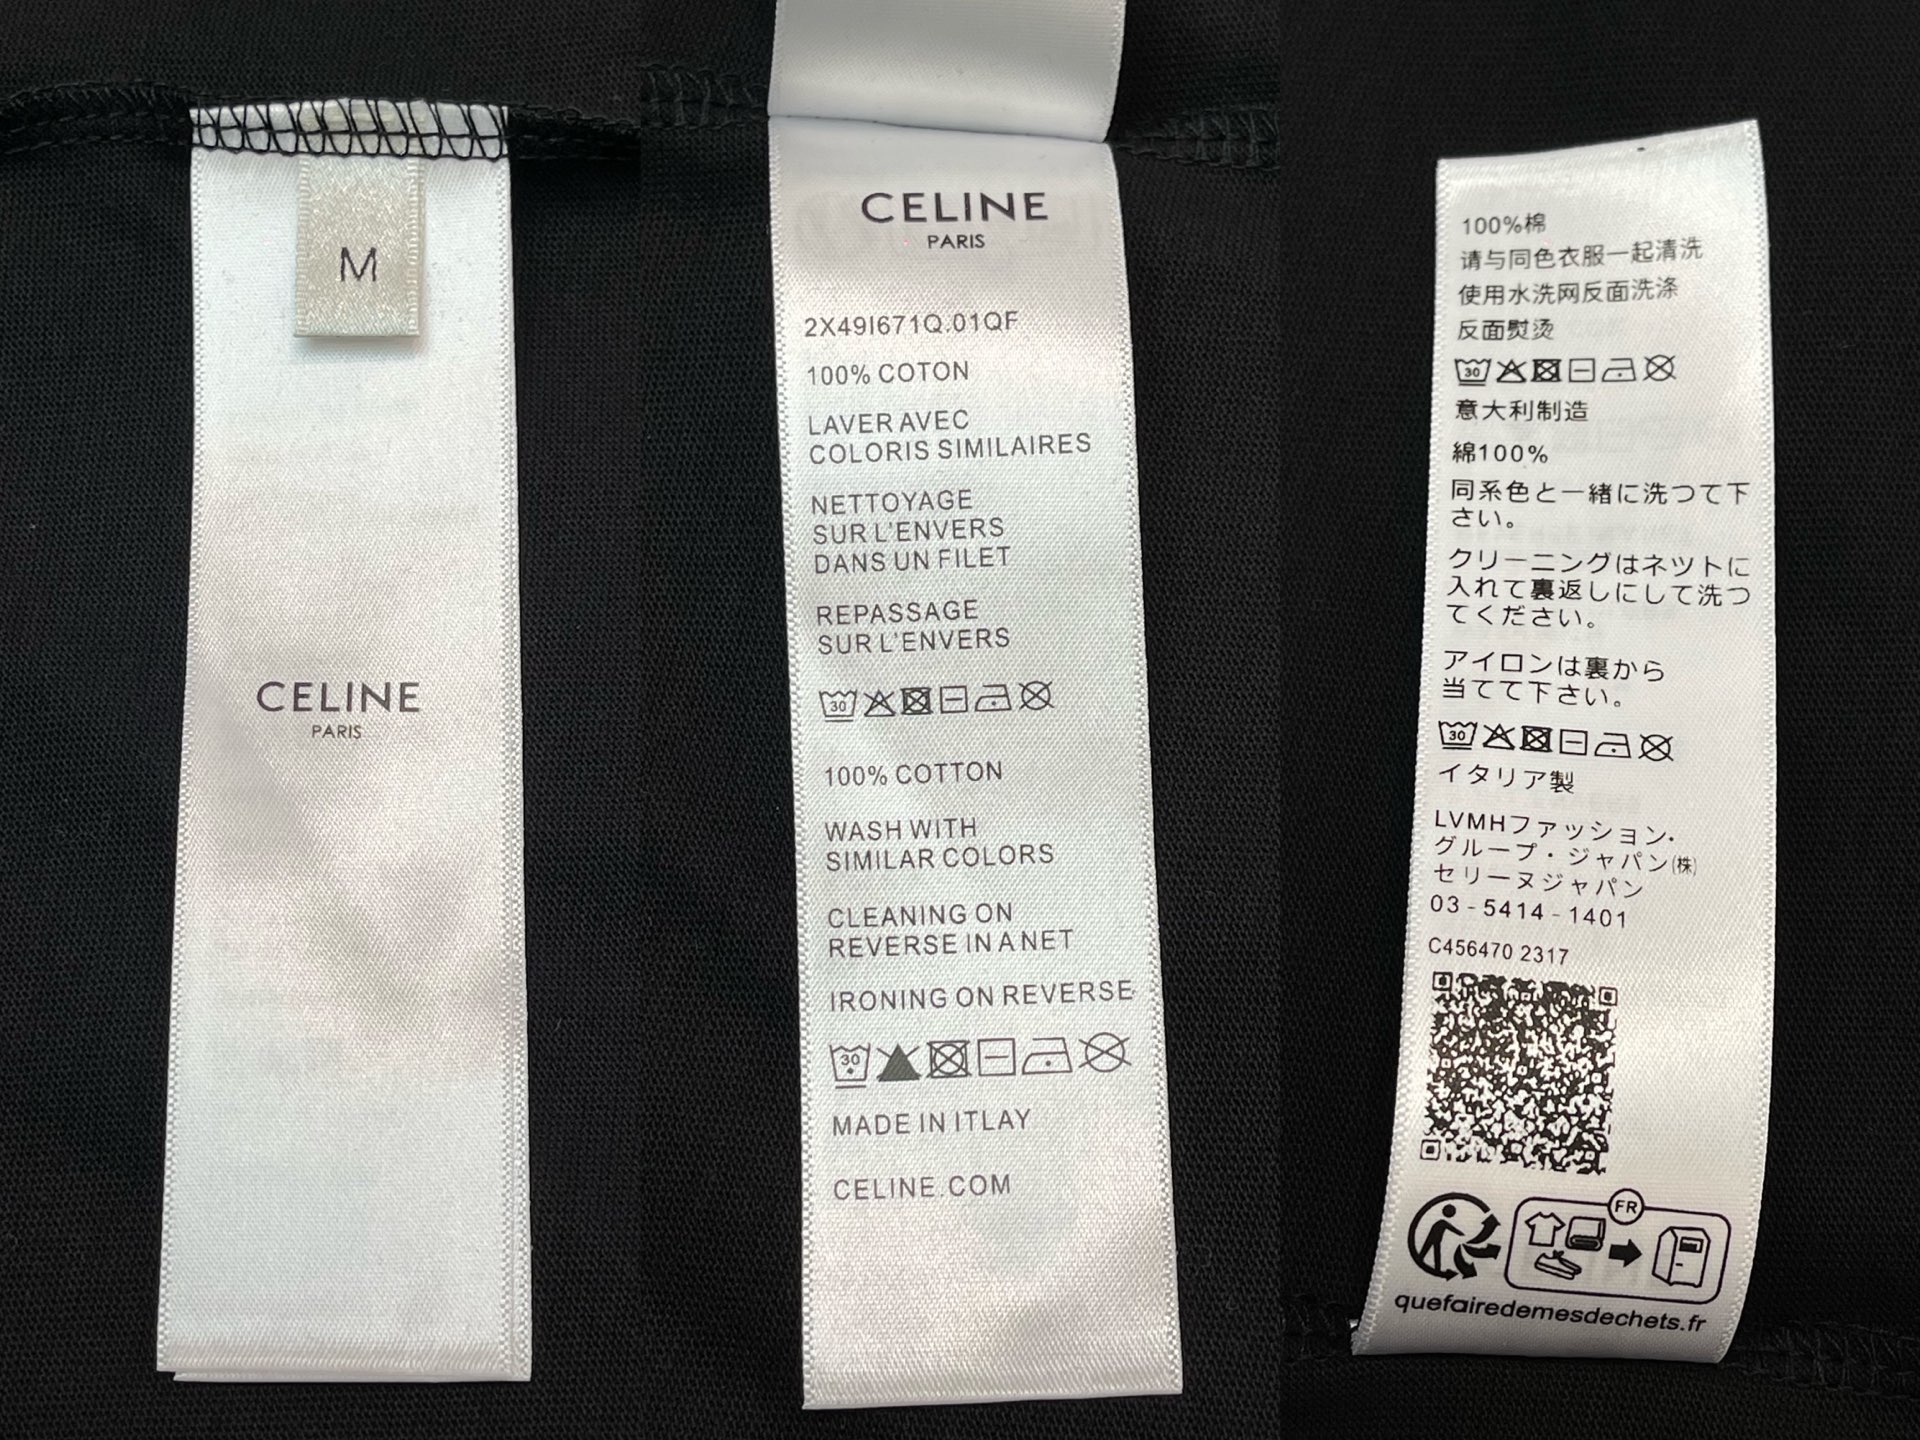 M
CELINE
PARIS
CELINE
PARIS
2X49I671Q.01QF
100% COTON
LAVER AVEC
COLORIS SIMILAIRES
NETTOYAGE
SUR L'ENVERS
DANS UN FILET
REPASSAGE
SUR L'ENVERS
30
100% COTTON
WASH WITH
SIMILAR COLORS
CLEANING ON
REVERSE IN A NET
IRONING ON REVERSE
30
MADE IN ITLAY
CELINE.COM
100%棉
请与同色衣服一起清洗
使用水洗网反面洗涤
反面熨烫
30
意大利制造
綿100%
同系色と一緒に洗つて下
さい。
クリーニングはネツトに
入れて裏返しにして洗つ
てください。
アイロンは裏から
当てて下さい。
30
イタリア製
LVMHファッション・
グループ・ジャパン(株)
セリーヌジャパン
03-5414-1401
C456470 2317
FR
quefairedemesdechets.fr